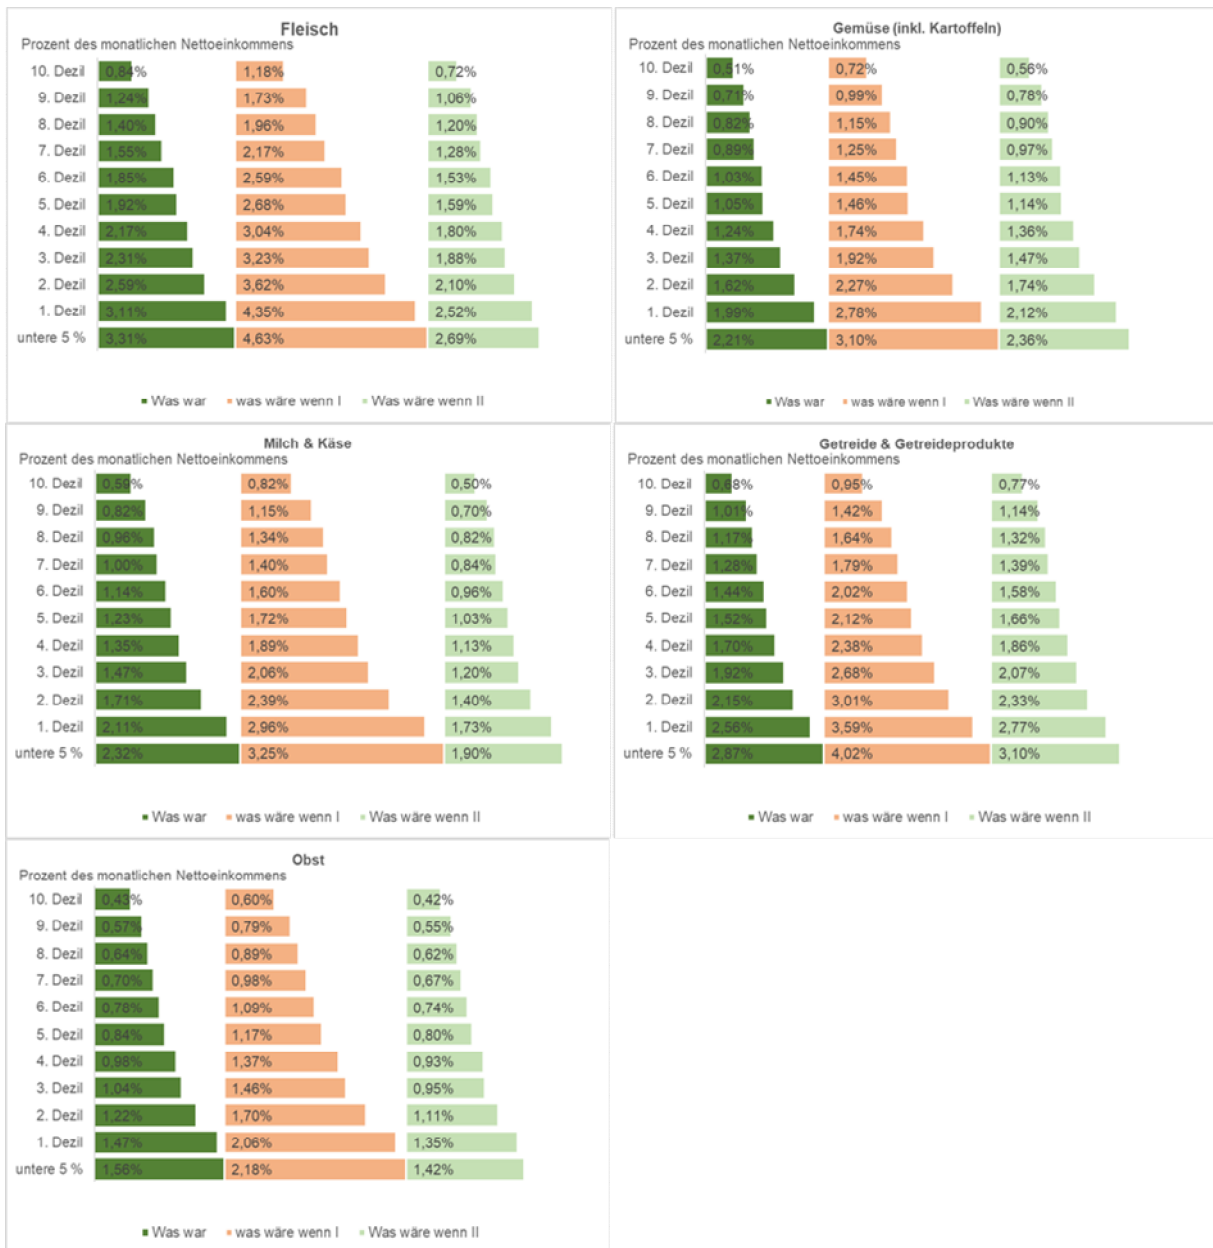 Fleisch
Prozent des monatlichen Nettoeinkommens
10. Dezil 0,84% 1,18% 0,72%
9. Dezil 1,24% 1,73% 1,06%
8. Dezil 1,40% 1,96% 1,20%
7. Dezil 1,55% 2,17% 1,28%
6. Dezil 1,85% 2,59% 1,53%
5. Dezil 1,92% 2,68% 1,59%
4. Dezil 2,17% 3,04% 1,80%
3. Dezil 2,31% 3,23% 1,88%
2. Dezil 2,59% 3,62% 2,10%
1. Dezil 3,11% 4,35% 2,52%
untere 5 % 3,31% 4,63% 2,69%
Was war was wäre wenn I Was wäre wenn II
Gemüse (inkl. Kartoffeln)
Prozent des monatlichen Nettoeinkommens
10. Dezil 0,51% 0,72% 0,56%
9. Dezil 0,71% 0,99% 0,78%
8. Dezil 0,82% 1,15% 0,90%
7. Dezil 0,89% 1,25% 0,97%
6. Dezil 1,03% 1,45% 1,13%
5. Dezil 1,05% 1,46% 1,14%
4. Dezil 1,24% 1,74% 1,36%
3. Dezil 1,37% 1,92% 1,47%
2. Dezil 1,62% 2,27% 1,74%
1. Dezil 1,99% 2,78% 2,12%
untere 5 % 2,21% 3,10% 2,36%
Was war was wäre wenn I Was wäre wenn II
Milch & Käse
Prozent des monatlichen Nettoeinkommens
10. Dezil 0,59% 0,82% 0,50%
9. Dezil 0,82% 1,15% 0,70%
8. Dezil 0,96% 1,34% 0,82%
7. Dezil 1,00% 1,40% 0,84%
6. Dezil 1,14% 1,60% 0,96%
5. Dezil 1,23% 1,72% 1,03%
4. Dezil 1,35% 1,89% 1,13%
3. Dezil 1,47% 2,06% 1,20%
2. Dezil 1,71% 2,39% 1,40%
1. Dezil 2,11% 2,96% 1,73%
untere 5 % 2,32% 3,25% 1,90%
Was war was wäre wenn I Was wäre wenn II
Getreide & Getreideprodukte
Prozent des monatlichen Nettoeinkommens
10. Dezil 0,68% 0,95% 0,77%
9. Dezil 1,01% 1,42% 1,14%
8. Dezil 1,17% 1,64% 1,32%
7. Dezil 1,28% 1,79% 1,39%
6. Dezil 1,44% 2,02% 1,58%
5. Dezil 1,52% 2,12% 1,66%
4. Dezil 1,70% 2,38% 1,86%
3. Dezil 1,92% 2,68% 2,07%
2. Dezil 2,15% 3,01% 2,33%
1. Dezil 2,56% 3,59% 2,77%
untere 5 % 2,87% 4,02% 3,10%
Was war was wäre wenn I Was wäre wenn II
Obst
Prozent des monatlichen Nettoeinkommens
10. Dezil 0,43% 0,60% 0,42%
9. Dezil 0,57% 0,79% 0,55%
8. Dezil 0,64% 0,89% 0,62%
7. Dezil 0,70% 0,98% 0,67%
6. Dezil 0,78% 1,09% 0,74%
5. Dezil 0,84% 1,17% 0,80%
4. Dezil 0,98% 1,37% 0,93%
3. Dezil 1,04% 1,46% 0,95%
2. Dezil 1,22% 1,70% 1,11%
1. Dezil 1,47% 2,06% 1,35%
untere 5 % 1,56% 2,18% 1,42%
Was war was wäre wenn I Was wäre wenn II